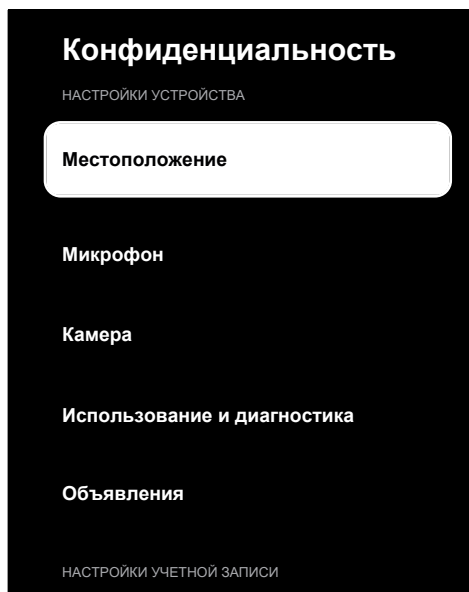 Конфиденциальность
НАСТРОЙКИ УСТРОЙСТВА
Местоположение
Микрофон
Камера
Использование и диагностика
Объявления
НАСТРОЙКИ УЧЕТНОЙ ЗАПИСИ